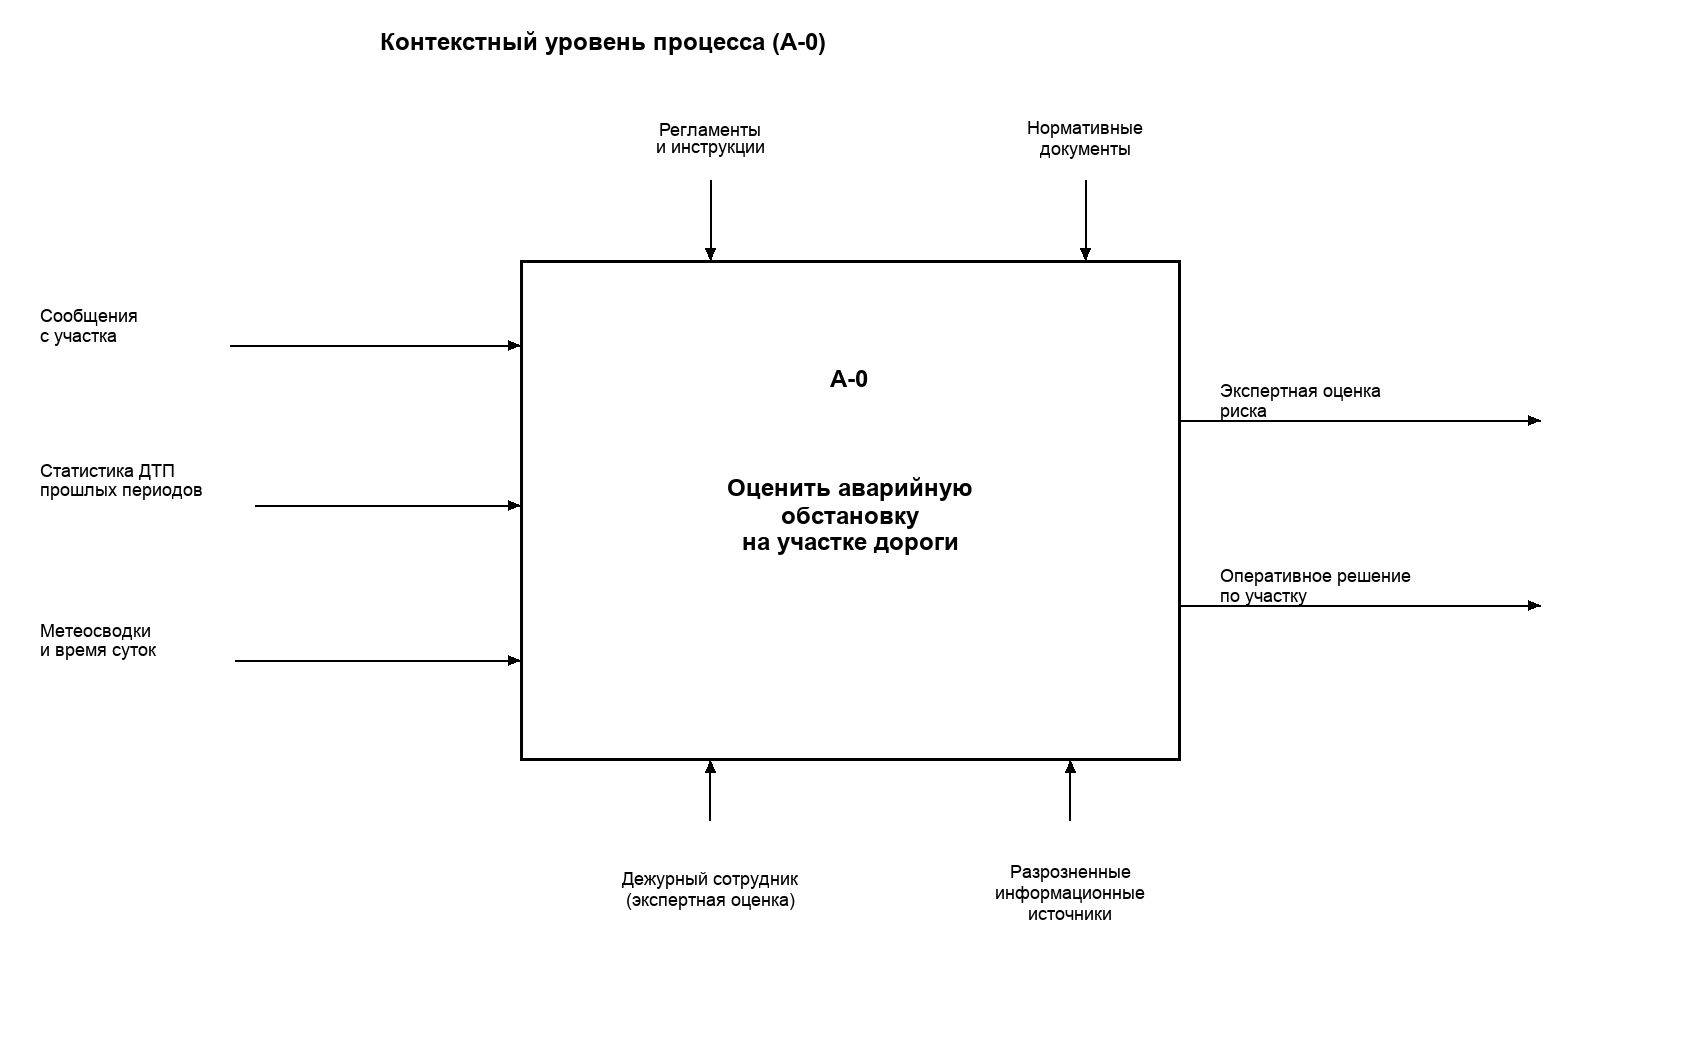 Контекстный уровень процесса (А-0)
Регламенты
и инструкции
Нормативные
документы
Сообщения
с участка
Статистика ДТП
прошлых периодов
Метеосводки
и время суток
А-0
Оценить аварийную
обстановку
на участке дороги
Экспертная оценка
риска
Оперативное решение
по участку
Дежурный сотрудник
(экспертная оценка)
Разрозненные
информационные
источники